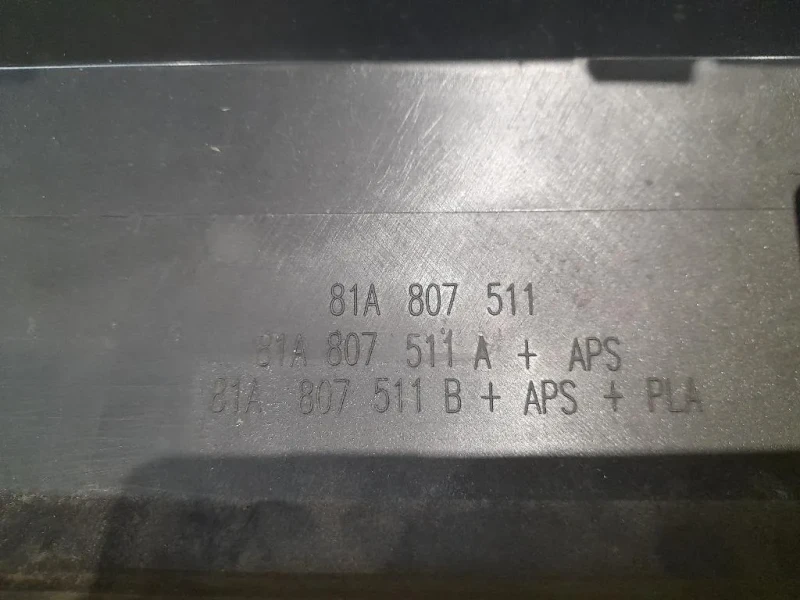 81A 807 511
81A 807 511 A + APS
81A 807 511 B + APS + PLA